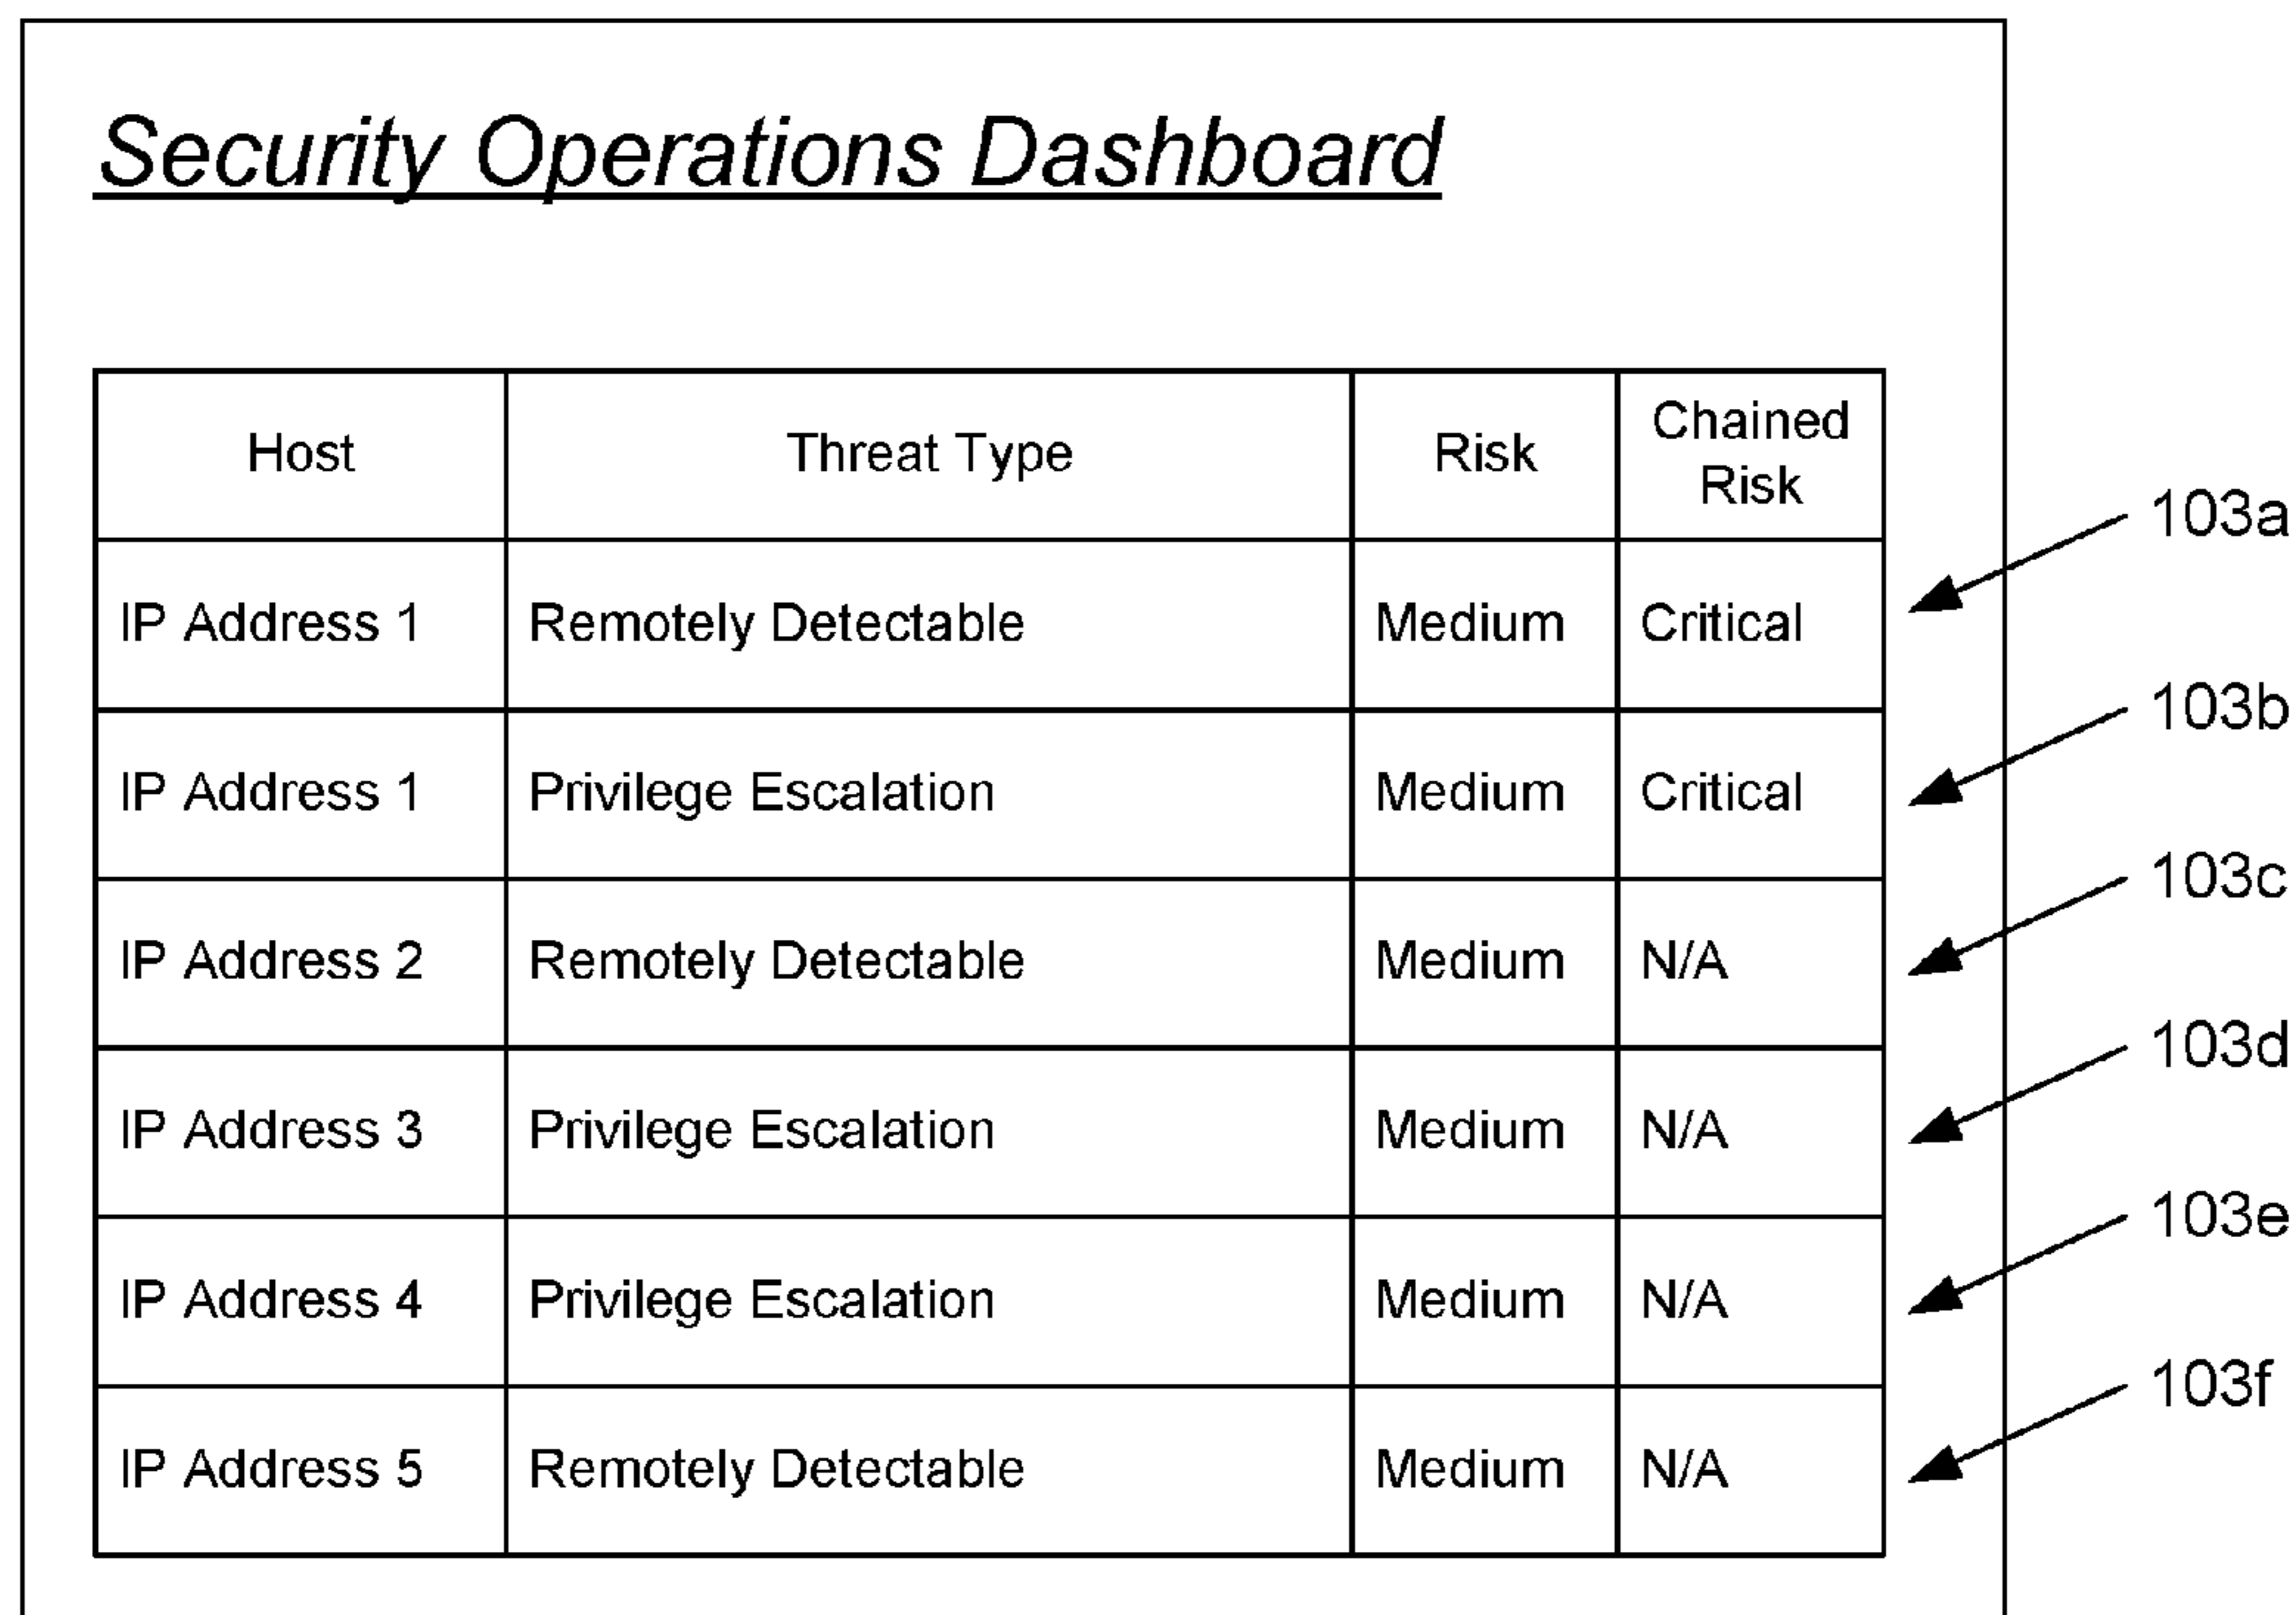 Security Operations Dashboard
Host Threat Type Risk Chained Risk
103a
IP Address 1 Remotely Detectable Medium Critical
103b
IP Address 1 Privilege Escalation Medium Critical
103c
IP Address 2 Remotely Detectable Medium N/A
103d
IP Address 3 Privilege Escalation Medium N/A
103e
IP Address 4 Privilege Escalation Medium N/A
103f
IP Address 5 Remotely Detectable Medium N/A